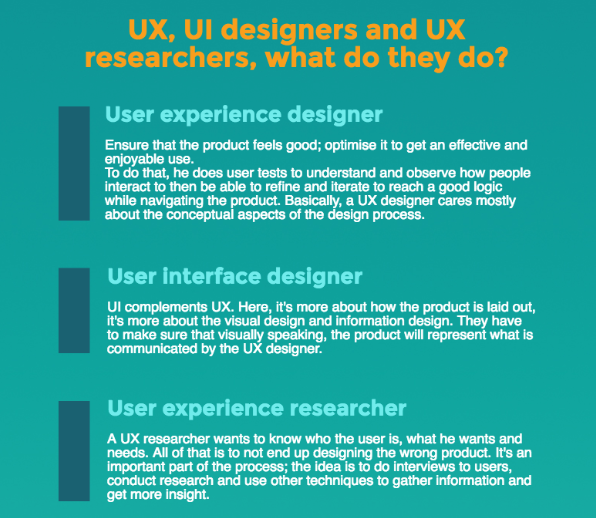 UX, UI designers and UX
researchers, what do they do?
User experience designer
Ensure that the product feels good; optimise it to get an effective and
enjoyable use.
To do that, he does user tests to understand and observe how people
interact to then be able to refine and iterate to reach a good logic
while navigating the product. Basically, a UX designer cares mostly
about the conceptual aspects of the design process.
User interface designer
UI complements UX. Here, it's more about how the product is laid out,
it's more about the visual design and information design. They have
to make sure that visually speaking, the product will represent what is
communicated by the UX designer.
User experience researcher
A UX researcher wants to know who the user is, what he wants and
needs. All of that is to not end up designing the wrong product. It's an
important part of the process; the idea is to do interviews to users,
conduct research and use other techniques to gather information and
get more insight.